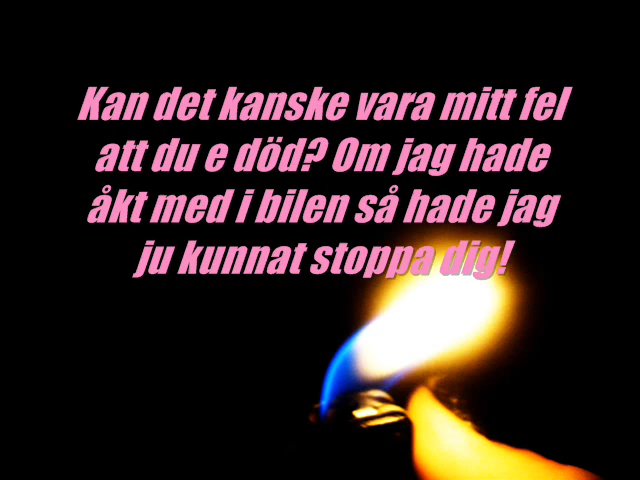 Kan det kanske vara mitt fel
att du e död? Om jag hade
åkt med i bilen så hade jag
ju kunnat stoppa dig!